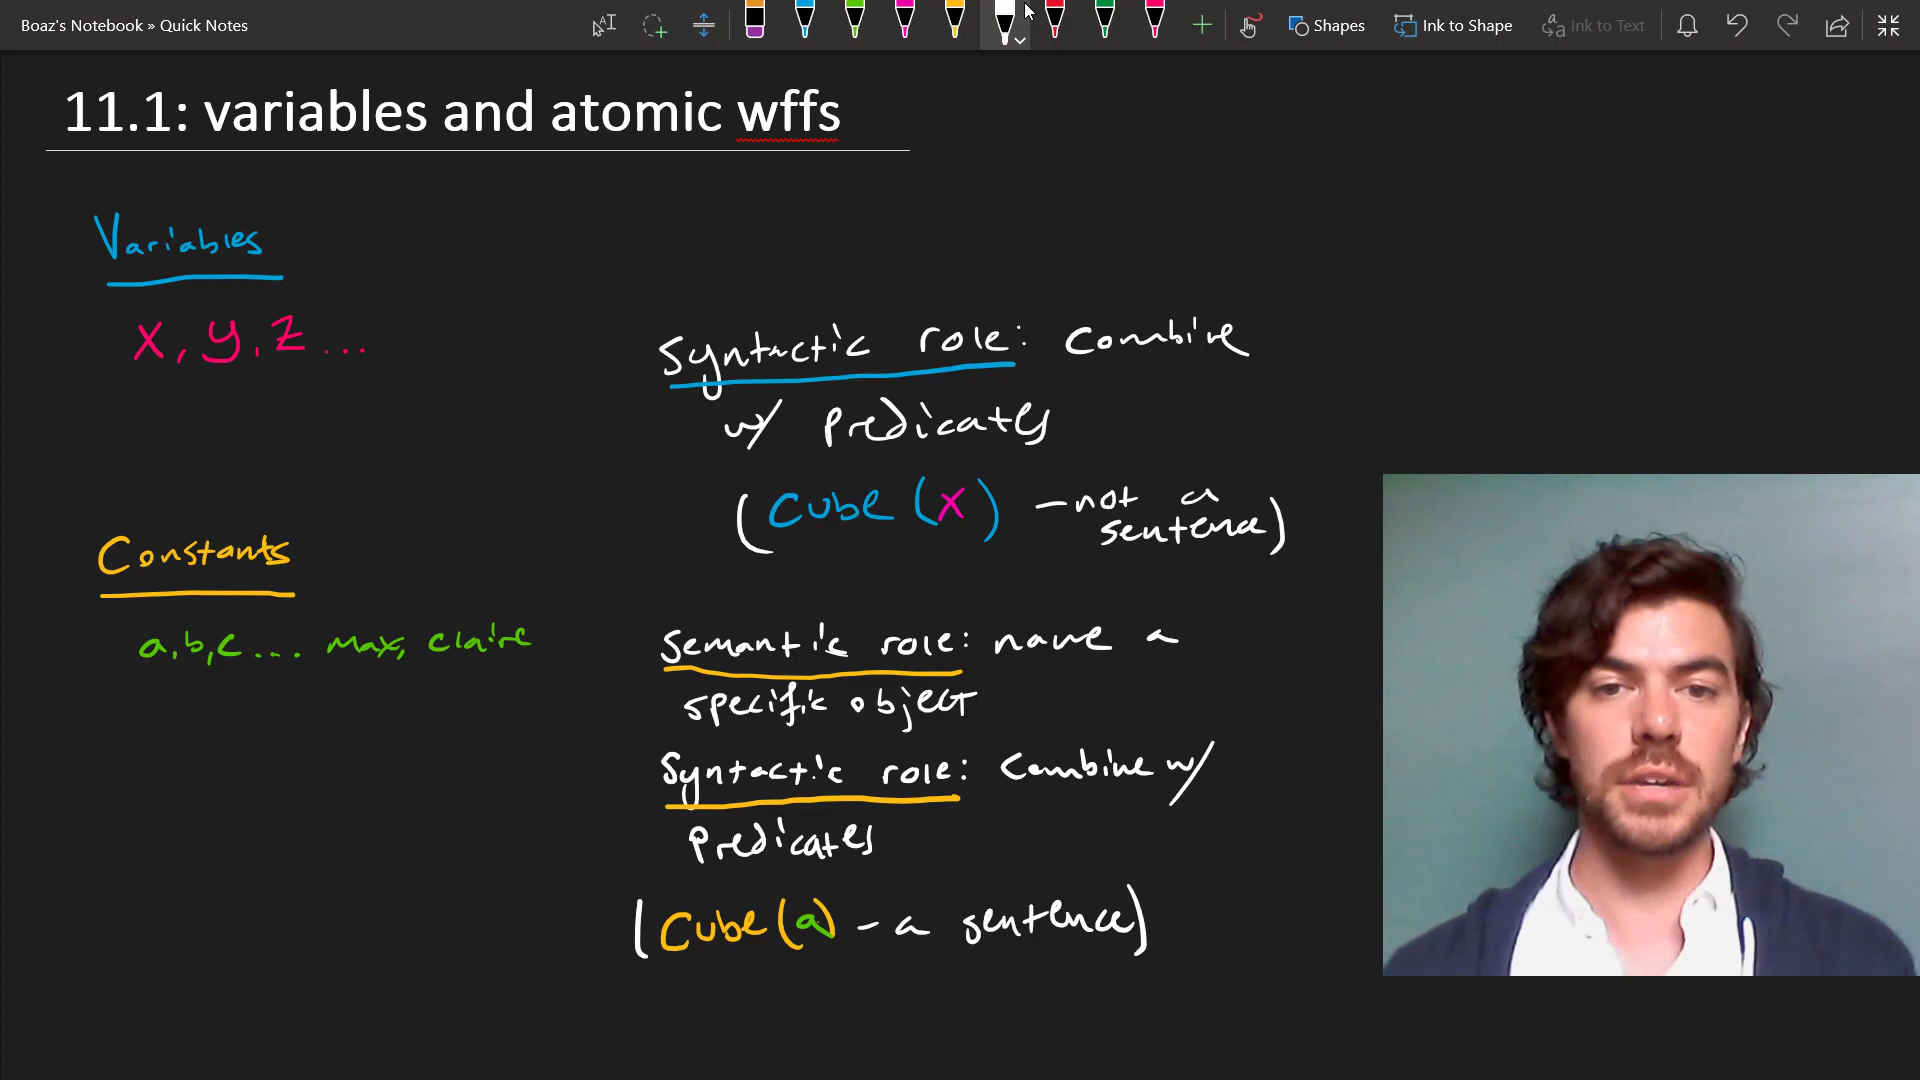 Boaz's Notebook » Quick Notes
Shapes
Ink to Shape
Ink to Text
11.1: variables and atomic wffs
Variables
x, y, z ...
Syntactic role: combine
w/ predicates
(Cube(x) - not a
sentence)
Constants
a, b, c ... max, claire
Semantic role: name a
specific object
Syntactic role: combine w/
predicates
(Cube(a) - a sentence)